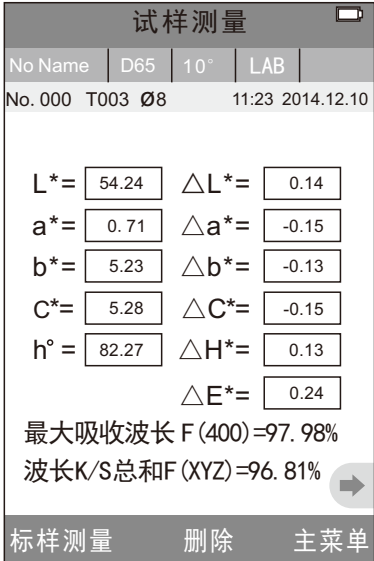 试样测量
No Name D65 10° LAB
No. 000 T003 Ø8 11:23 2014.12.10
L*= 54.24 △L*= 0.14
a*= 0.71 △a*= -0.15
b*= 5.23 △b*= -0.13
C*= 5.28 △C*= -0.15
h° = 82.27 △H*= 0.13
△E*= 0.24
最大吸收波长F(400)=97.98%
波长K/S总和F(XYZ)=96.81%
标样测量 删除 主菜单